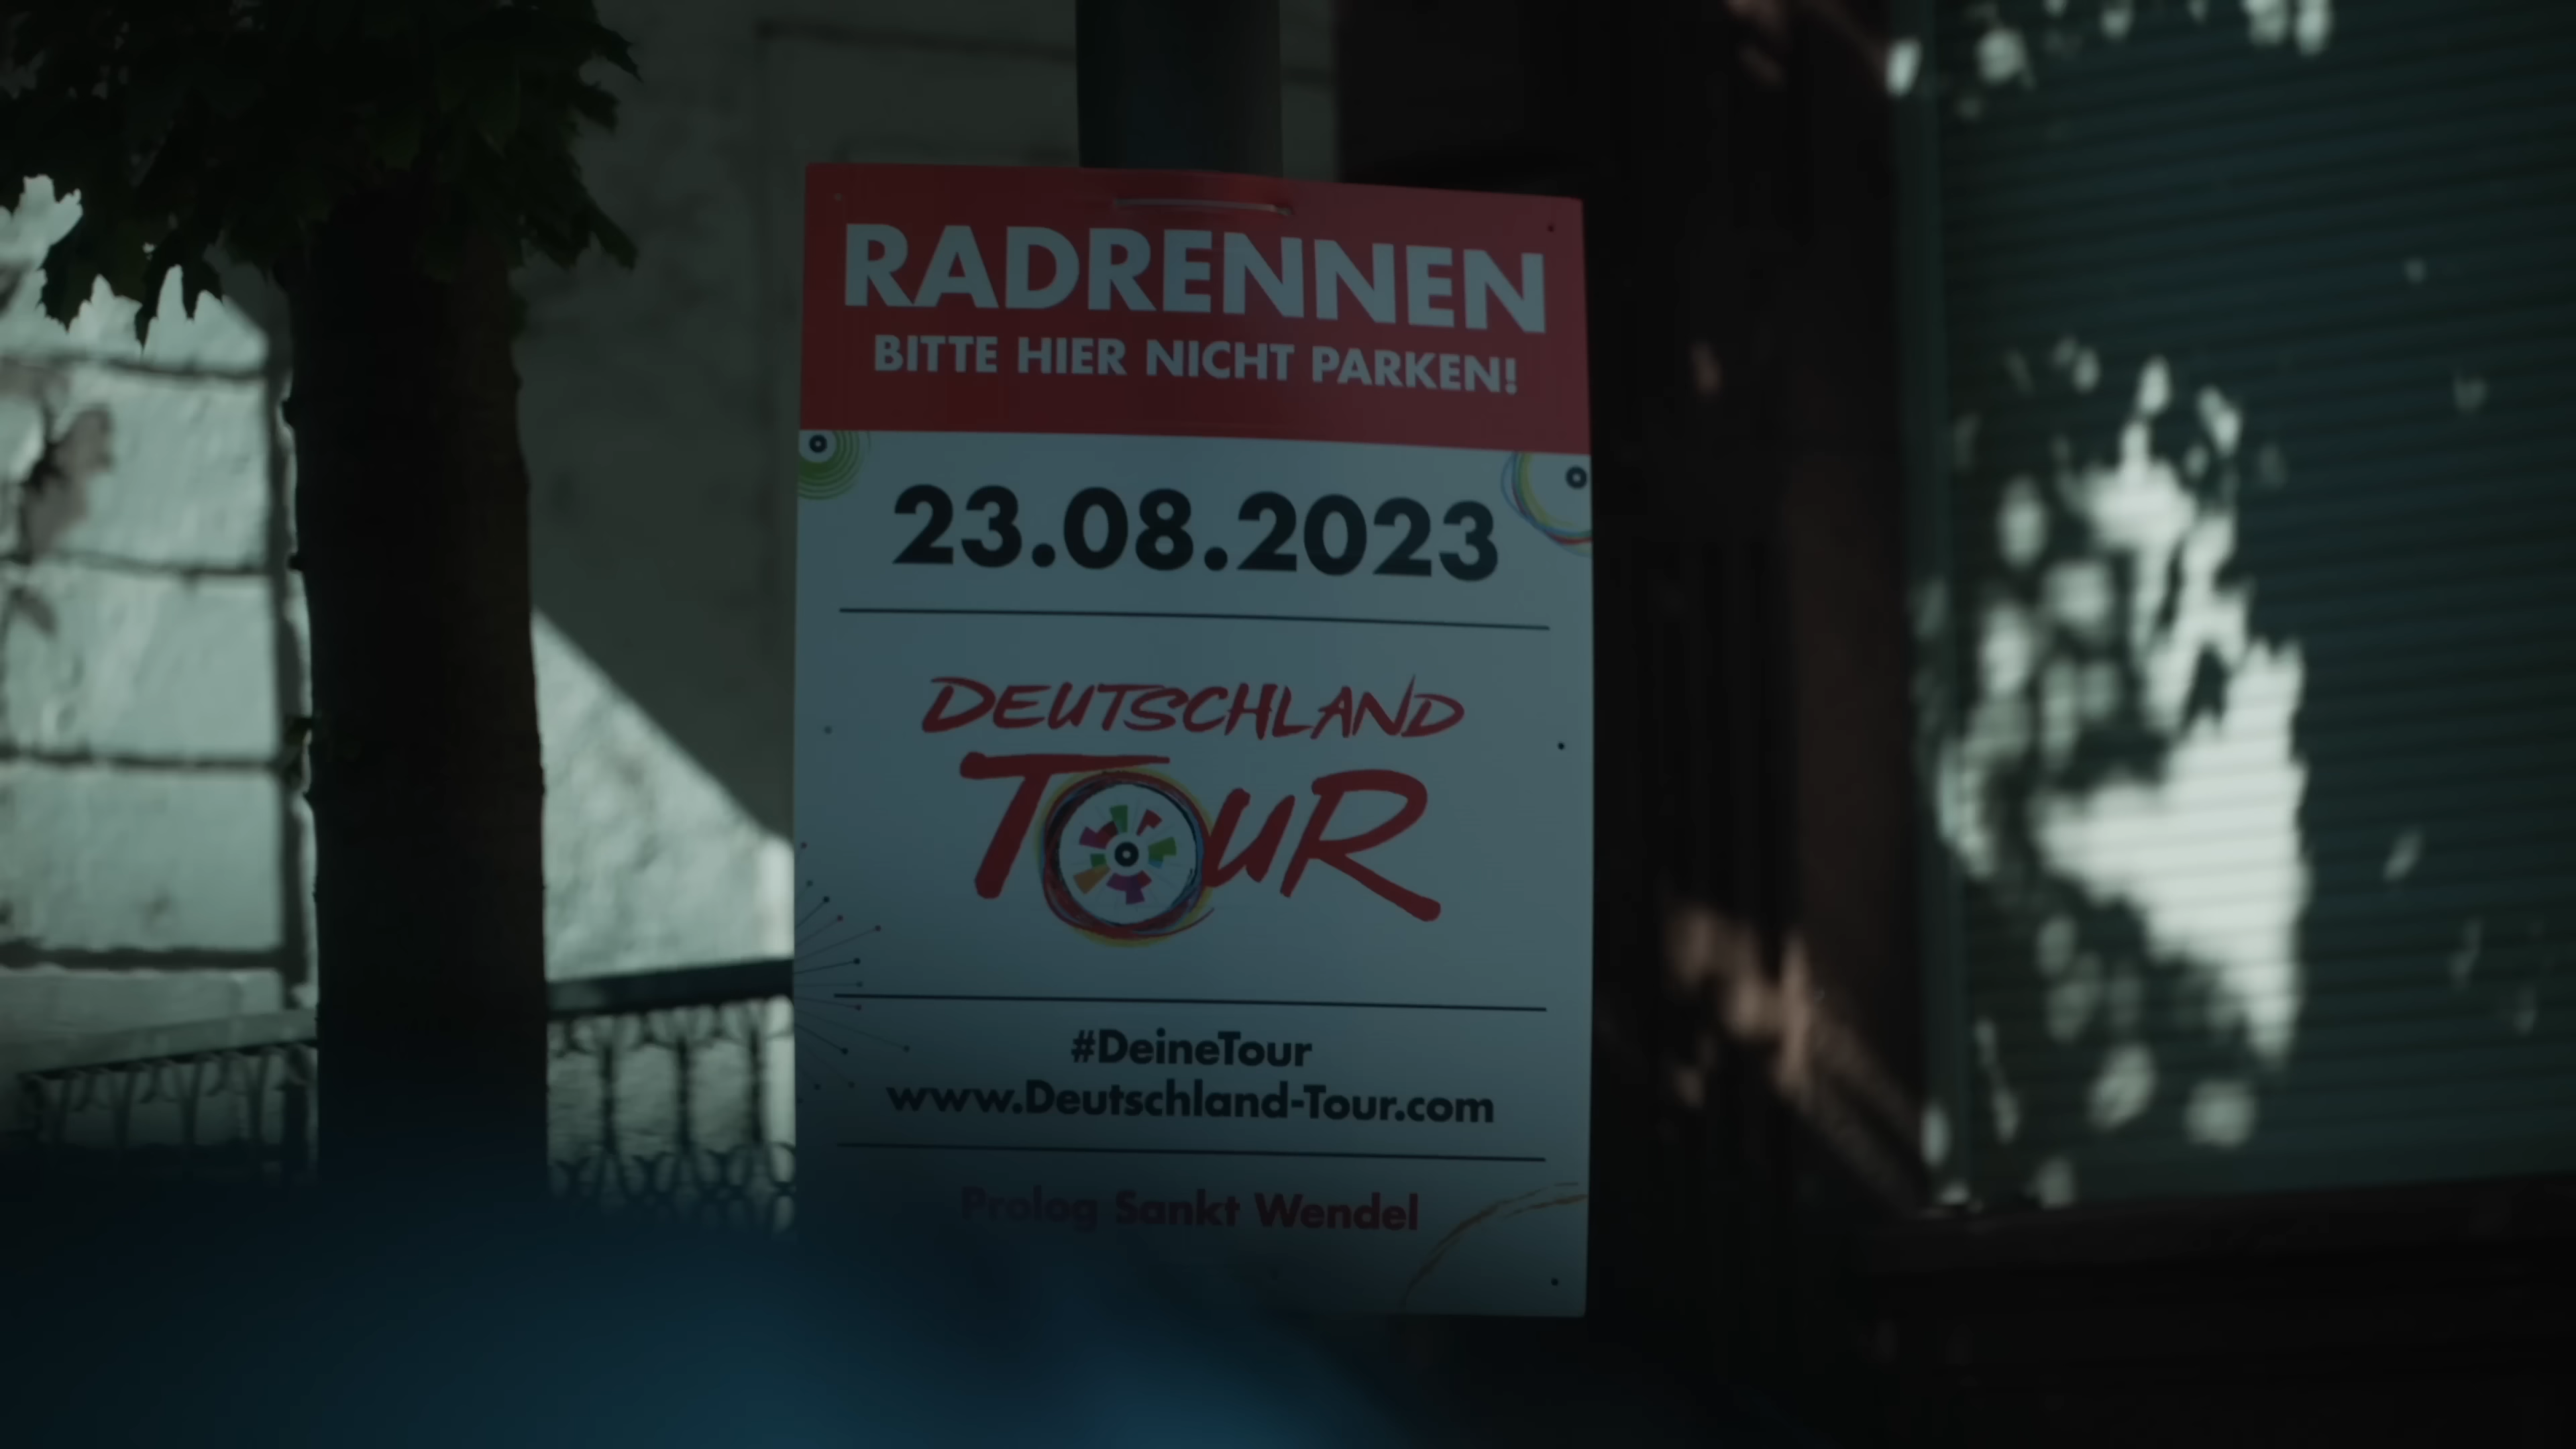 RADRENNEN
BITTE HIER NICHT PARKEN!
23.08.2023
DEUTSCHLAND
TOUR
#DeineTour
www.Deutschland-Tour.com
Prolog Sankt Wendel